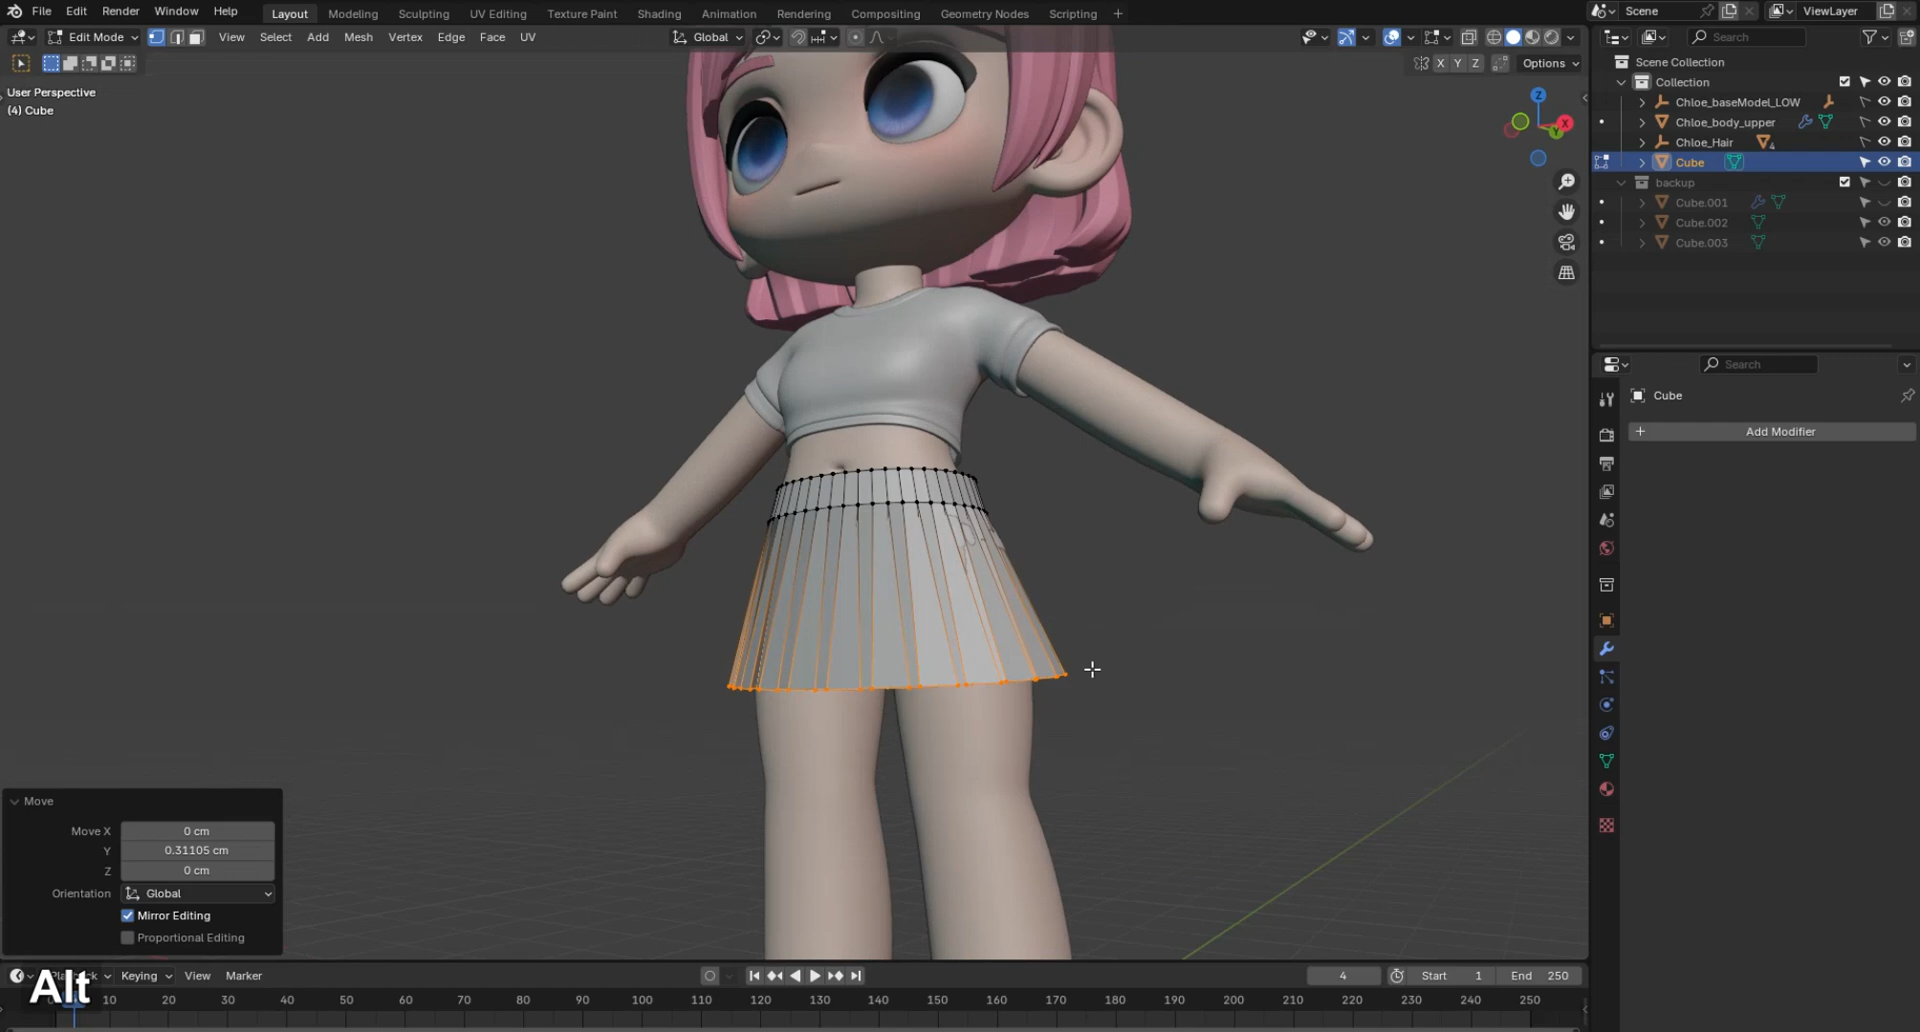 File Edit Render Window Help
Layout Modeling Sculpting UV Editing Texture Paint Shading Animation Rendering Compositing Geometry Nodes Scripting +
Scene
ViewLayer
Edit Mode
View Select Add Mesh Vertex Edge Face UV
Global
Search
X Y Z
Options
User Perspective
(4) Cube
Z
X
Y
Scene Collection
Collection
Chloe_baseModel_LOW
Chloe_body_upper
Chloe_Hair
4
Cube
backup
Cube.001
Cube.002
Cube.003
Search
Cube
+ Add Modifier
Move
Move X 0 cm
Y 0.31105 cm
Z 0 cm
Orientation Global
Mirror Editing
Proportional Editing
Keying View Marker
4
Start 1
End 250
Alt
10 20 30 40 50 60 70 80 90 100 110 120 130 140 150 160 170 180 190 200 210 220 230 240 250